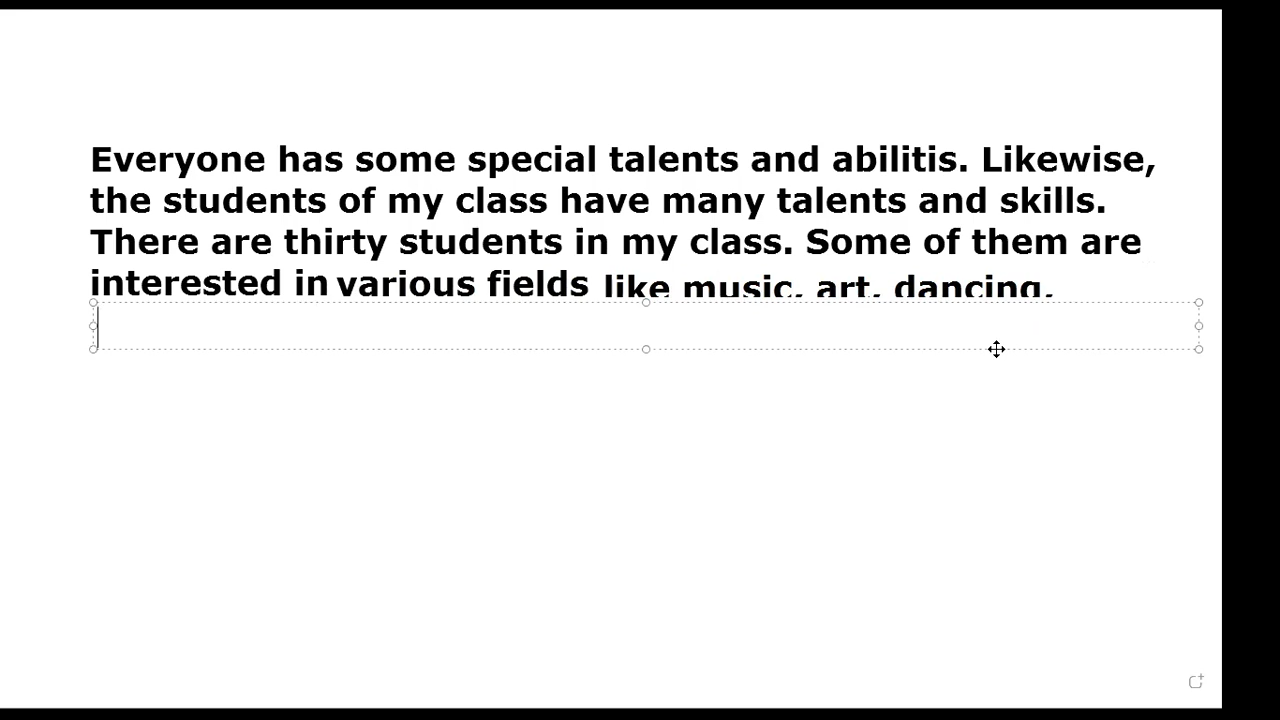 Everyone has some special talents and abilitis. Likewise,
the students of my class have many talents and skills.
There are thirty students in my class. Some of them are
interested in various fields like music, art, dancing,